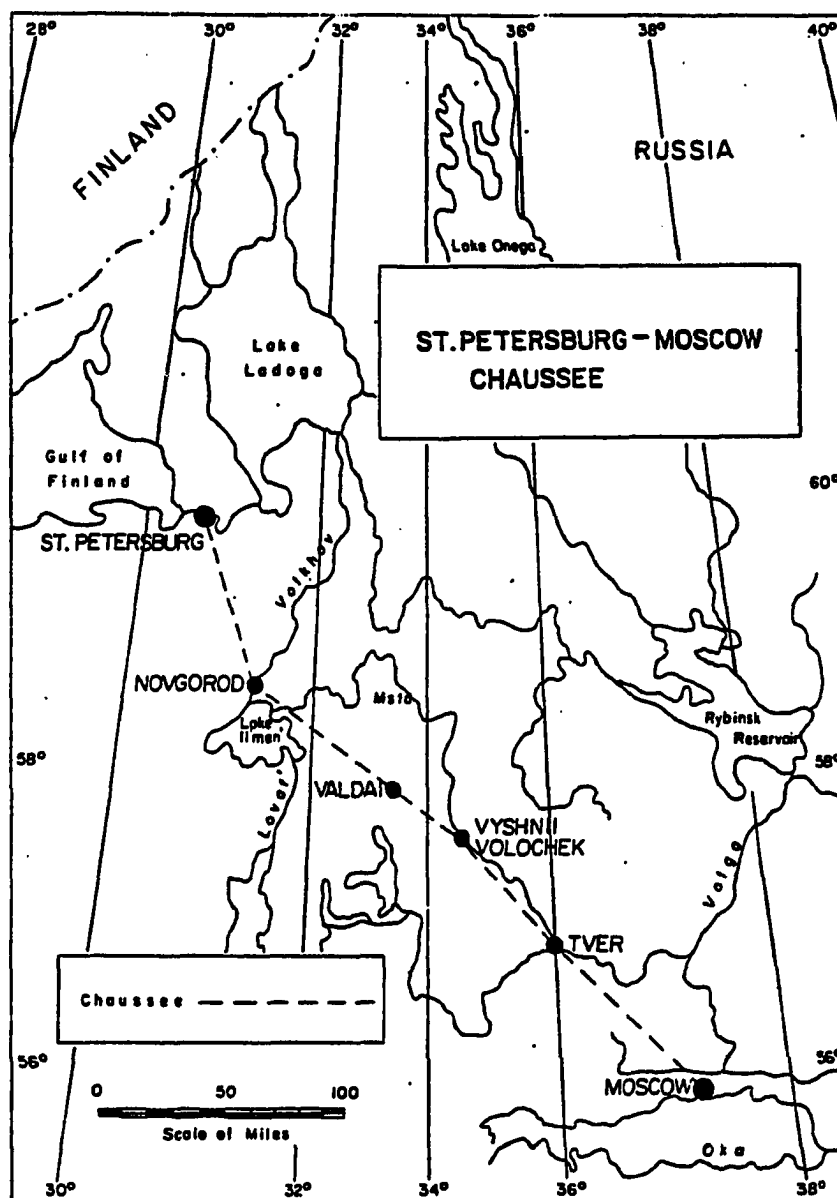 28° 30° 32° 34° 36° 38° 40°
FINLAND
RUSSIA
Lake Onega
ST. PETERSBURG - MOSCOW
CHAUSSEE
Lake
Ladoga
Gulf of
Finland
60°
ST. PETERSBURG
Volkhov
NOVGOROD
Msta
Lake
Ilmen'
Rybinsk
Reservoir
58° 58°
VALDAI
Lovat'
VYSHNII
VOLOCHEK
Volga
TVER
Chaussee
56° 56°
MOSCOW
0 50 100
Scale of Miles
Oka
30° 32° 34° 36° 38°